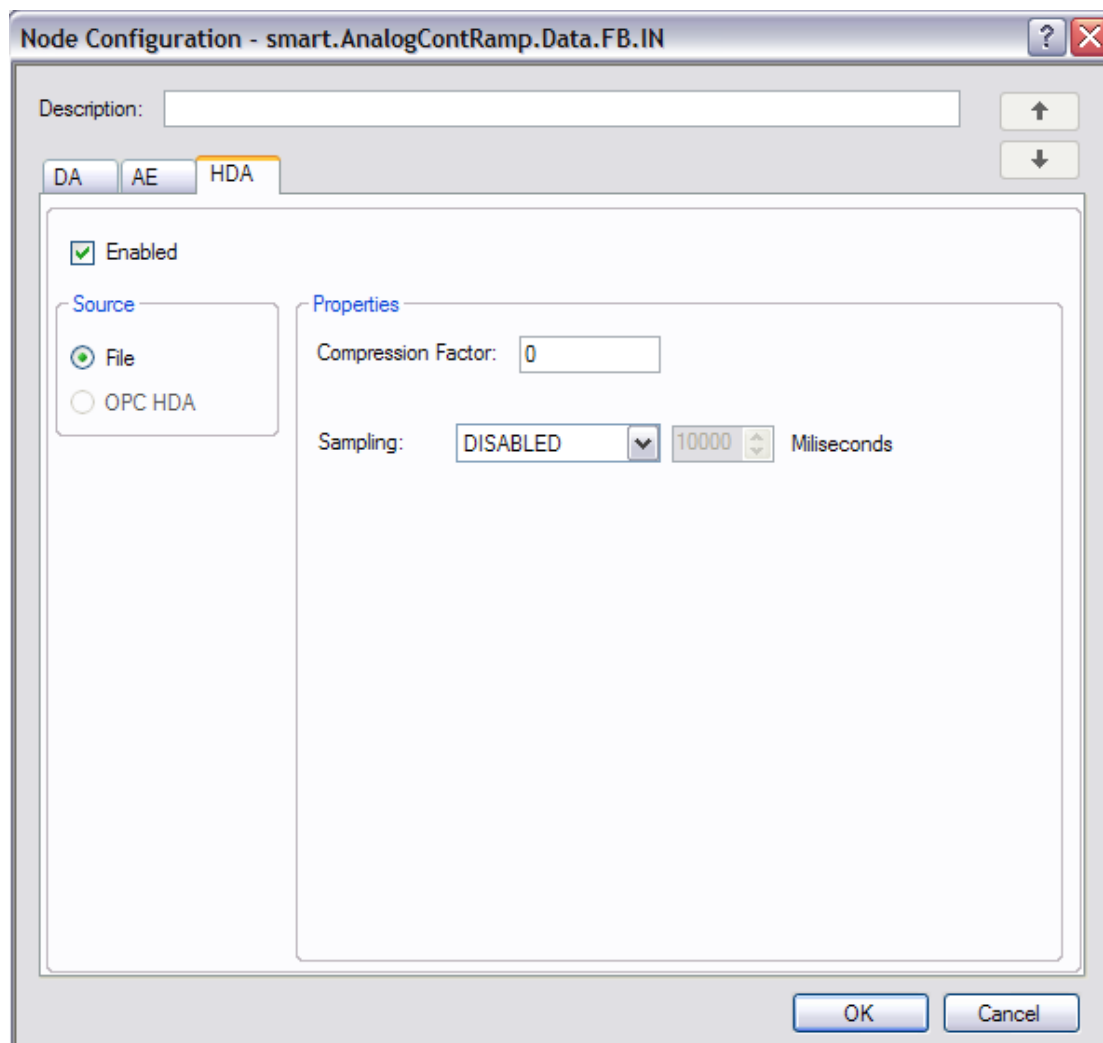 Node Configuration - smart.AnalogContRamp.Data.FB.IN
Description:
DA AE HDA
Enabled
Source
Properties
File
Compression Factor: 0
OPC HDA
Sampling: DISABLED 10000 Miliseconds
OK Cancel